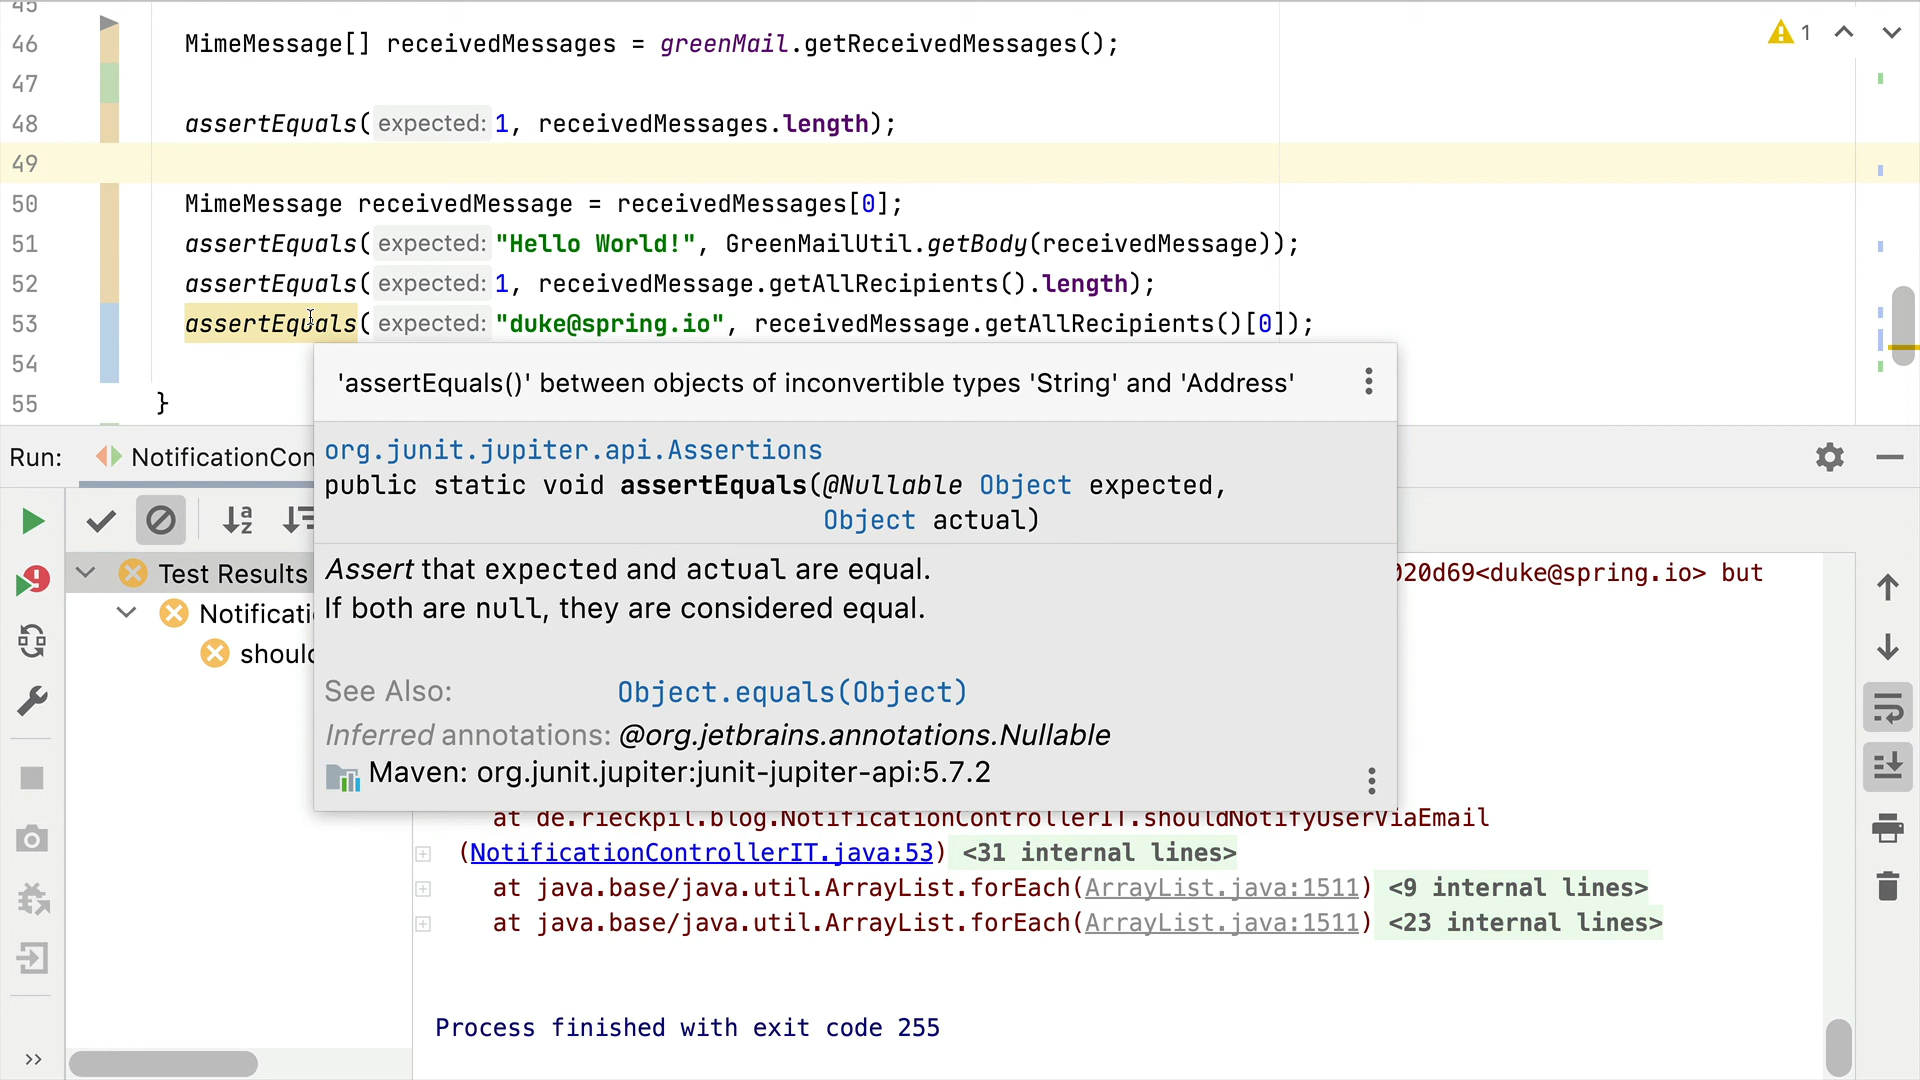 45
46 MimeMessage[] receivedMessages = greenMail.getReceivedMessages();
1
47
48 assertEquals( expected: 1, receivedMessages.length);
49
50 MimeMessage receivedMessage = receivedMessages[0];
51 assertEquals( expected: "Hello World!", GreenMailUtil.getBody(receivedMessage));
52 assertEquals( expected: 1, receivedMessage.getAllRecipients().length);
53 assertEquals( expected: "duke@spring.io", receivedMessage.getAllRecipients()[0]);
54
55 }
'assertEquals()' between objects of inconvertible types 'String' and 'Address'
org.junit.jupiter.api.Assertions
public static void assertEquals(@Nullable Object expected,
Object actual)
Assert that expected and actual are equal.
If both are null, they are considered equal.
See Also: Object.equals(Object)
Inferred annotations: @org.jetbrains.annotations.Nullable
Maven: org.junit.jupiter:junit-jupiter-api:5.7.2
Run: NotificationCon
Test Results
Notificati
should
020d69<duke@spring.io> but
at de.rieckpil.blog.NotificationControllerIT.shouldNotifyUserViaEmail
(NotificationControllerIT.java:53) <31 internal lines>
at java.base/java.util.ArrayList.forEach(ArrayList.java:1511) <9 internal lines>
at java.base/java.util.ArrayList.forEach(ArrayList.java:1511) <23 internal lines>
Process finished with exit code 255